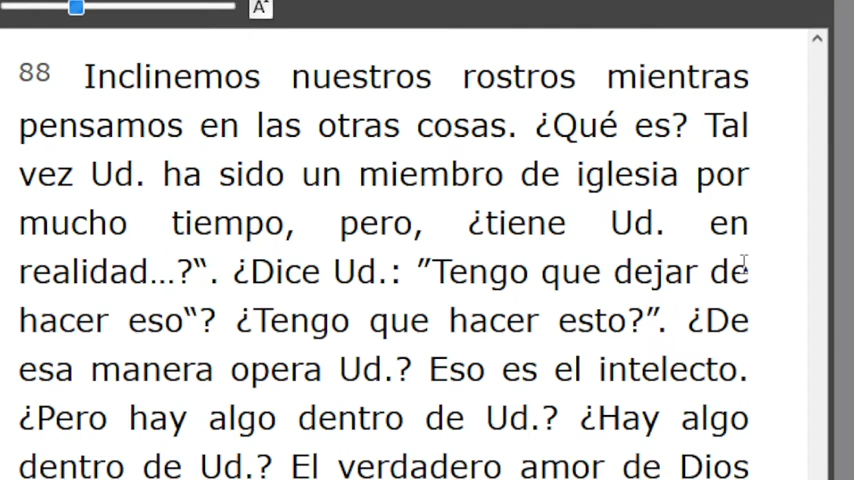 A
88 Inclinemos nuestros rostros mientras
pensamos en las otras cosas. ¿Qué es? Tal
vez Ud. ha sido un miembro de iglesia por
mucho tiempo, pero, ¿tiene Ud. en
realidad...?“. ¿Dice Ud.: ”Tengo que dejar de
hacer eso“? ¿Tengo que hacer esto?”. ¿De
esa manera opera Ud.? Eso es el intelecto.
¿Pero hay algo dentro de Ud.? ¿Hay algo
dentro de Ud.? El verdadero amor de Dios